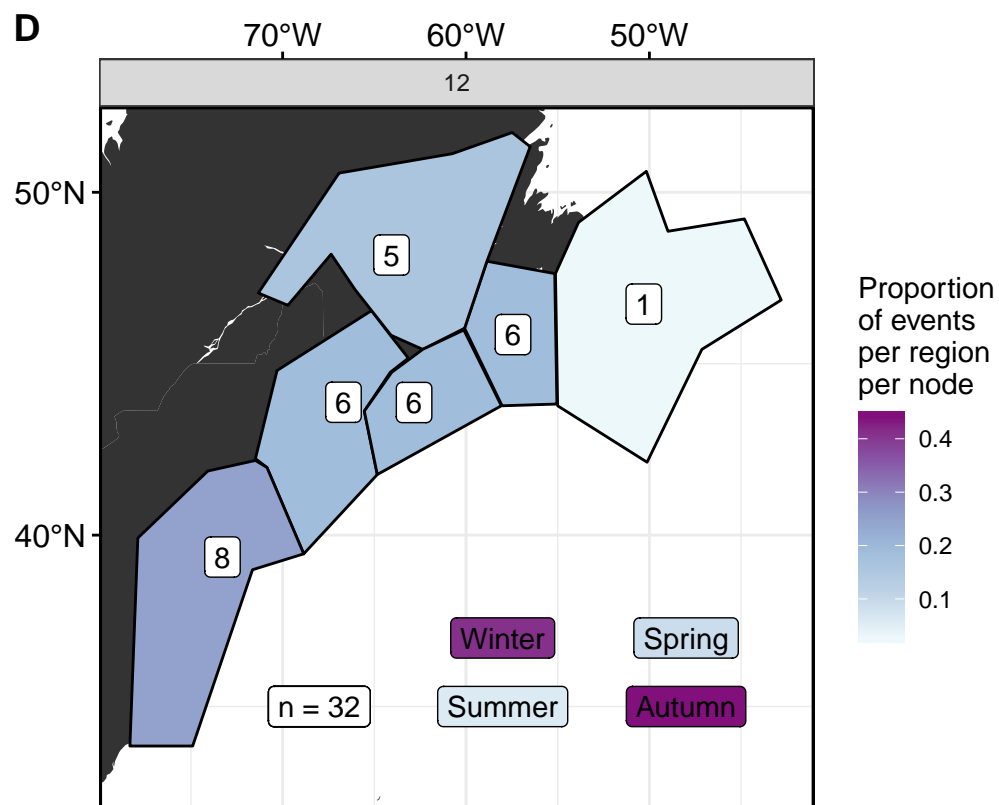 D
70°W 60°W 50°W
12
50°N
40°N
5
1
6
6
6
8
Winter
Spring
n = 32
Summer
Autumn
Proportion
of events
per region
per node
0.4
0.3
0.2
0.1